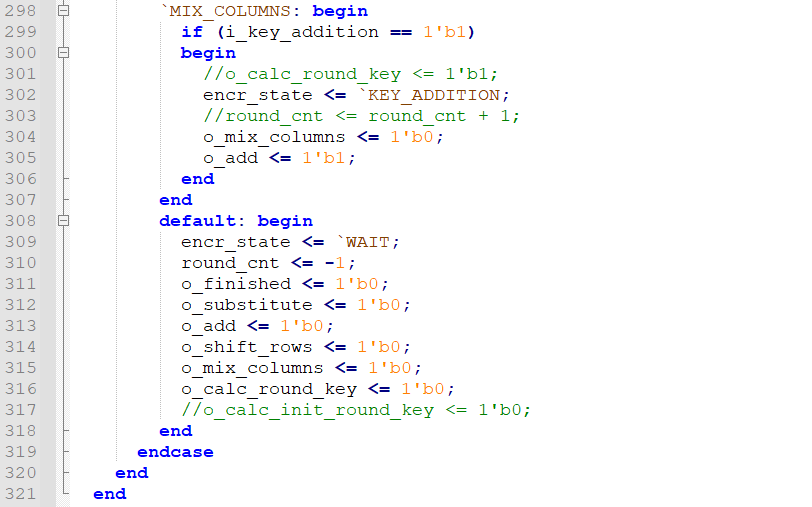 298 `MIX_COLUMNS: begin
299 if (i_key_addition == 1'b1)
300 begin
301 //o_calc_round_key <= 1'b1;
302 encr_state <= `KEY_ADDITION;
303 //round_cnt <= round_cnt + 1;
304 o_mix_columns <= 1'b0;
305 o_add <= 1'b1;
306 end
307 end
308 default: begin
309 encr_state <= `WAIT;
310 round_cnt <= -1;
311 o_finished <= 1'b0;
312 o_substitute <= 1'b0;
313 o_add <= 1'b0;
314 o_shift_rows <= 1'b0;
315 o_mix_columns <= 1'b0;
316 o_calc_round_key <= 1'b0;
317 //o_calc_init_round_key <= 1'b0;
318 end
319 endcase
320 end
321 end